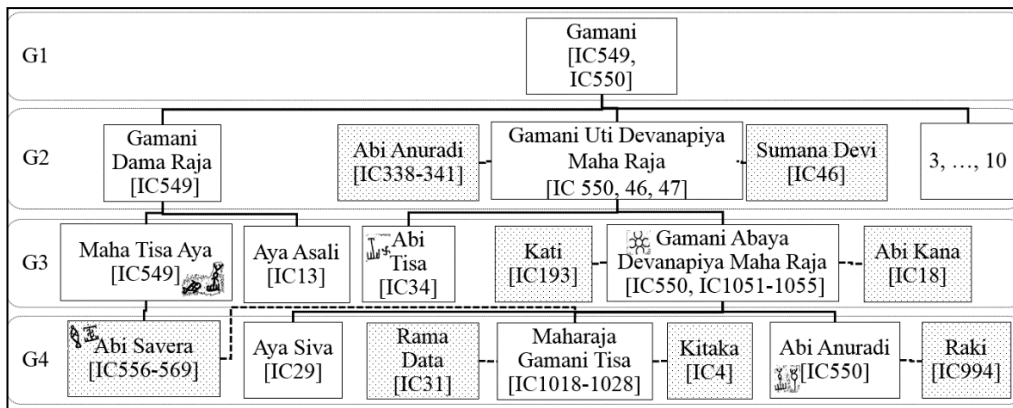 G1
Gamani
[IC549,
IC550]
G2
Gamani
Dama Raja
[IC549]
Abi Anuradi
[IC338-341]
Gamani Uti Devanapiya
Maha Raja
[IC 550, 46, 47]
Sumana Devi
[IC46]
3, ..., 10
G3
Maha Tisa Aya
[IC549]
Aya Asali
[IC13]
Abi
Tisa
[IC34]
Kati
[IC193]
Gamani Abaya
Devanapiya Maha Raja
[IC550, IC1051-1055]
Abi Kana
[IC18]
G4
Abi Savera
[IC556-569]
Aya Siva
[IC29]
Rama
Data
[IC31]
Maharaja
Gamani Tisa
[IC1018-1028]
Kitaka
[IC4]
Abi Anuradi
[IC550]
Raki
[IC994]